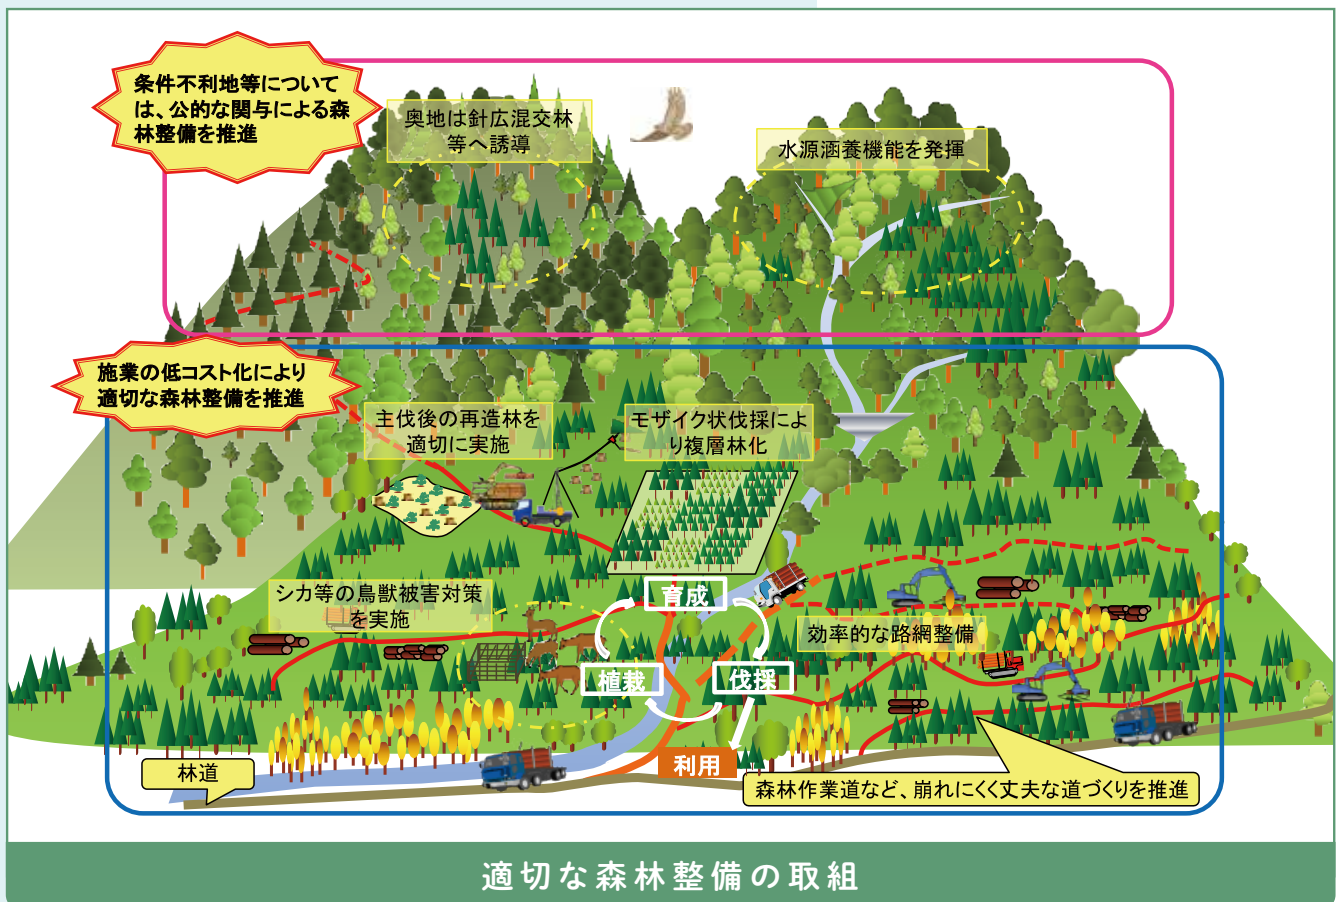 条件不利地等について
は、公的な関与による森
林整備を推進
奥地は針広混交林
等へ誘導
水源涵養機能を発揮
施業の低コスト化により
適切な森林整備を推進
主伐後の再造林を
適切に実施
モザイク状伐採によ
り複層林化
シカ等の鳥獣被害対策
を実施
育成
効率的な路網整備
植栽
伐採
利用
林道
森林作業道など、崩れにくく丈夫な道づくりを推進
適切な森林整備の取組